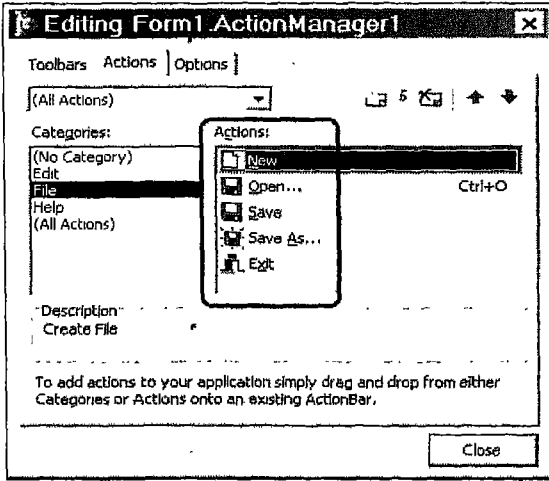 Editing Form1.ActionManager1
Toolbars Actions Options
(All Actions)
Categories: Actions:
(No Category) New
Edit Open... Ctrl+O
File Save
Help Save As...
(All Actions) Exit
Description
Create File
To add actions to your application simply drag and drop from either
Categories or Actions onto an existing ActionBar.
Close